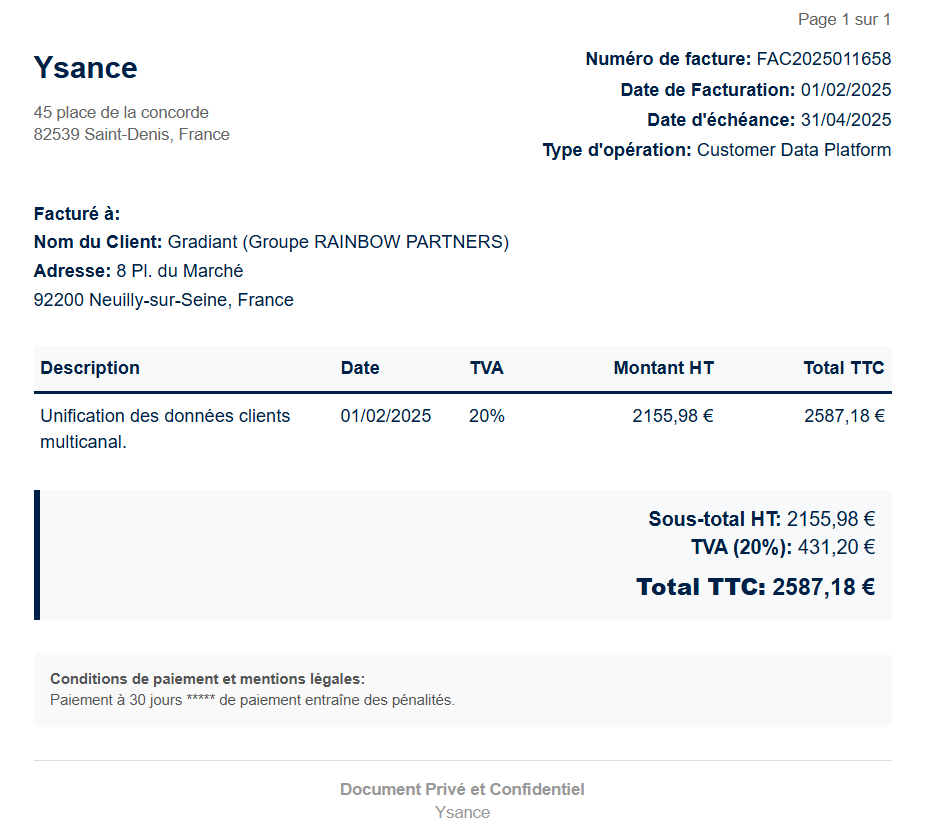 Page 1 sur 1
Ysance
45 place de la concorde
82539 Saint-Denis, France
Numéro de facture: FAC2025011658
Date de Facturation: 01/02/2025
Date d'échéance: 31/04/2025
Type d'opération: Customer Data Platform
Facturé à:
Nom du Client: Gradiant (Groupe RAINBOW PARTNERS)
Adresse: 8 Pl. du Marché
92200 Neuilly-sur-Seine, France
Description Date TVA Montant HT Total TTC
Unification des données clients 01/02/2025 20% 2155,98 € 2587,18 €
multicanal.
Sous-total HT: 2155,98 €
TVA (20%): 431,20 €
Total TTC: 2587,18 €
Conditions de paiement et mentions légales:
Paiement à 30 jours ***** de paiement entraîne des pénalités.
Document Privé et Confidentiel
Ysance